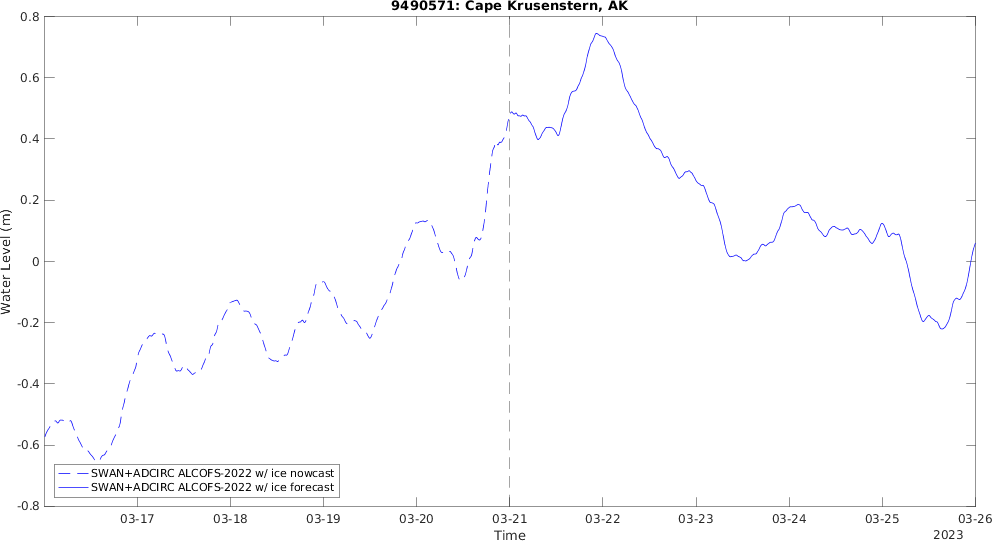 9490571: Cape Krusenstern, AK
0.8
0.6
0.4
0.2
0
-0.2
-0.4
-0.6
-0.8
Water Level (m)
SWAN+ADCIRC ALCOFS-2022 w/ ice nowcast
SWAN+ADCIRC ALCOFS-2022 w/ ice forecast
03-17 03-18 03-19 03-20 03-21 03-22 03-23 03-24 03-25 03-26
Time
2023